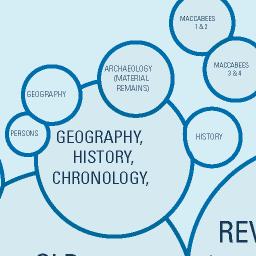 MACCABEES
1 & 2
MACCABEES
3 & 4
ARCHAEOLOGY
(MATERIAL
REMAINS)
GEOGRAPHY
PERSONS
HISTORY
GEOGRAPHY,
HISTORY,
CHRONOLOGY,
REV